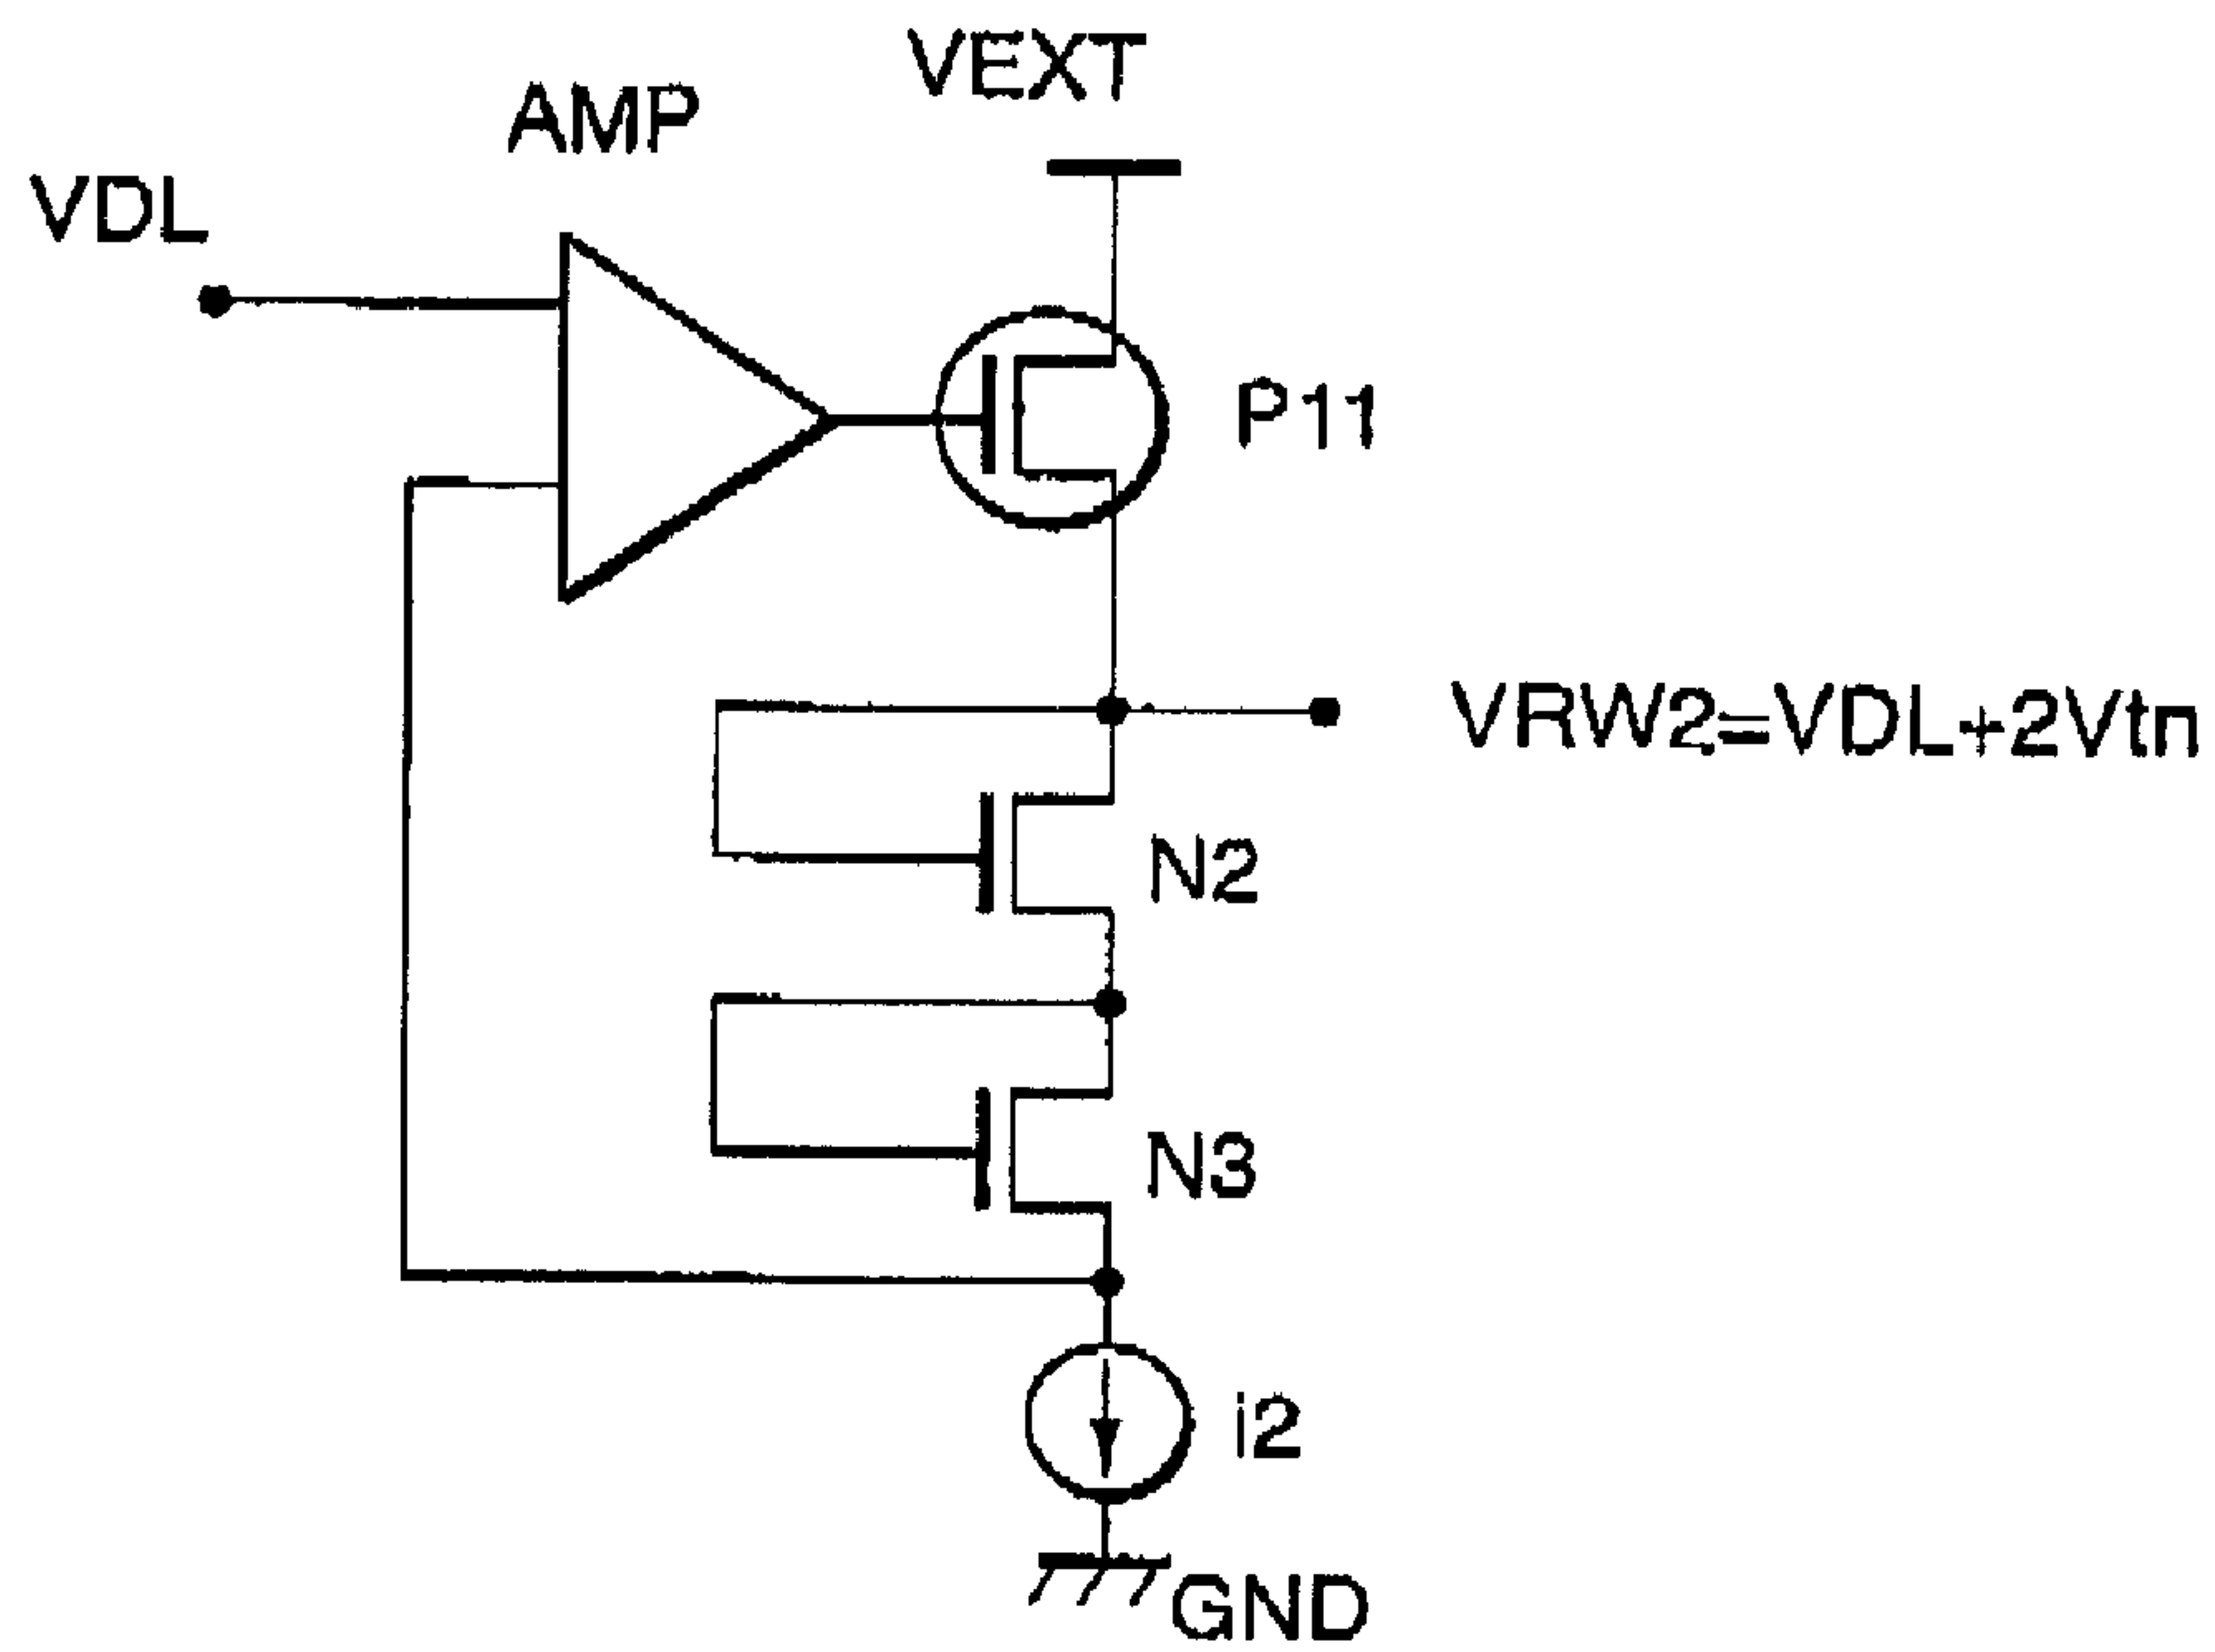 VEXT
AMP
VDL
P11
VRW2=VDL+2Vtn
N2
N3
i2
GND